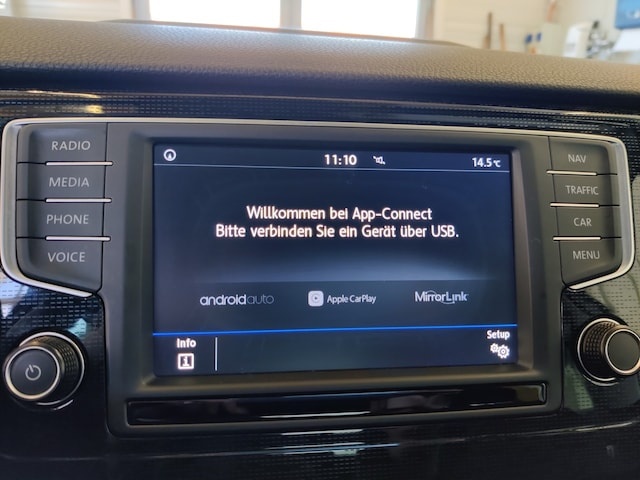 RADIO
MEDIA
PHONE
VOICE
11:10
14.5°C
Willkommen bei App-Connect
Bitte verbinden Sie ein Gerät über USB.
androidauto
Apple CarPlay
MirrorLink
Info
Setup
NAV
TRAFFIC
CAR
MENU